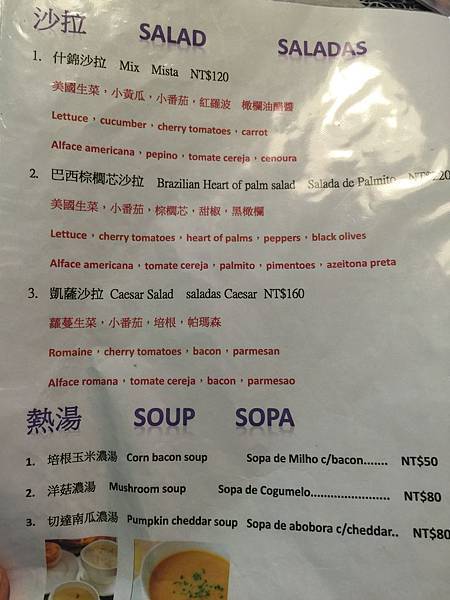 沙拉 SALAD SALADAS
1. 什錦沙拉 Mix Mista NT$120
美國生菜，小黃瓜，小番茄，紅羅波 橄欖油醋醬
Lettuce，cucumber，cherry tomatoes，carrot
Alface americana，pepino，tomate cereja，cenoura
2. 巴西棕櫚芯沙拉 Brazilian Heart of palm salad Salada de Palmito
美國生菜，小番茄，棕櫚芯，甜椒，黑橄欖
Lettuce，cherry tomatoes，heart of palms，peppers，black olives
Alface americana，tomate cereja，palmito，pimentoes，azeitona preta
3. 凱薩沙拉 Caesar Salad saladas Caesar NT$160
蘿蔓生菜，小番茄，培根，帕瑪森
Romaine，cherry tomatoes，bacon，parmesan
Alface romana，tomate cereja，bacon，parmesao
熱湯 SOUP SOPA
1. 培根玉米濃湯 Corn bacon soup Sopa de Milho c/bacon....... NT$50
2. 洋菇濃湯 Mushroom soup Sopa de Cogumelo....................... NT$80
3. 切達南瓜濃湯 Pumpkin cheddar soup Sopa de abobora c/cheddar.. NT$80